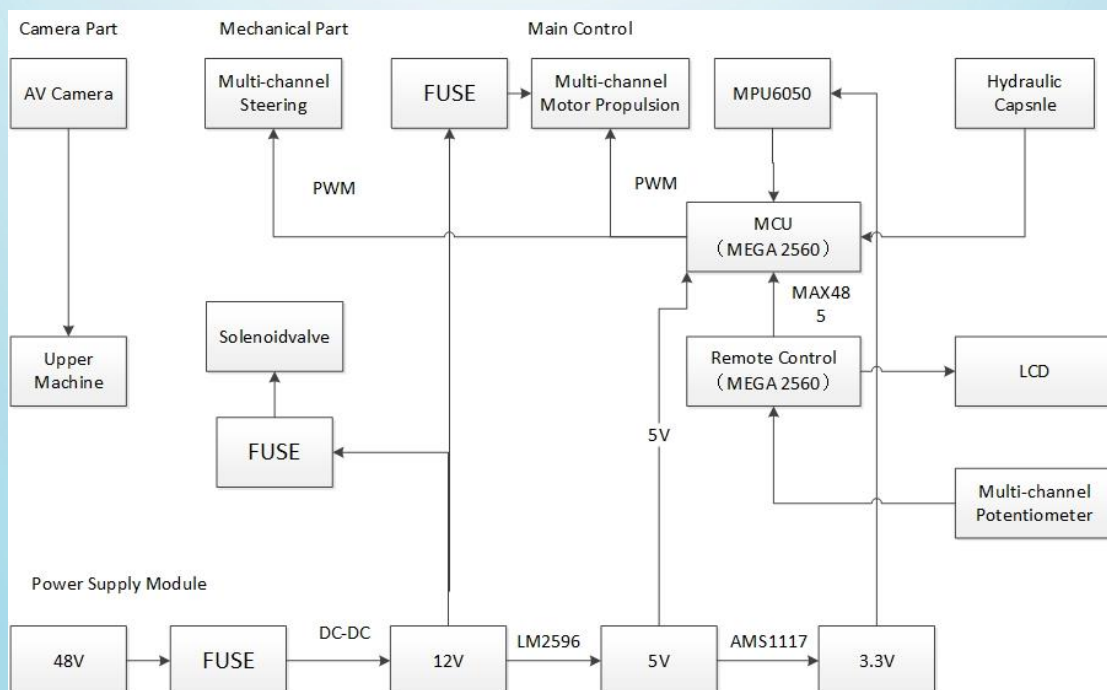 Camera Part
Mechanical Part
Main Control
AV Camera
Multi-channel
Steering
FUSE
Multi-channel
Motor Propulsion
MPU6050
Hydraulic
Capsnle
PWM
PWM
MCU
（MEGA 2560）
MAX48
5
Solenoidvalve
Upper
Machine
Remote Control
（MEGA 2560）
LCD
FUSE
5V
Multi-channel
Potentiometer
Power Supply Module
48V
FUSE
DC-DC
12V
LM2596
5V
AMS1117
3.3V